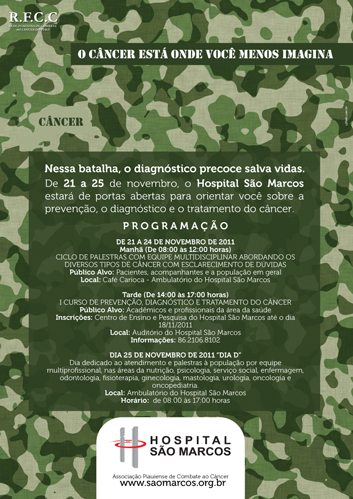 R.F.C.C
O CÂNCER ESTÁ ONDE VOCÊ MENOS IMAGINA
CÂNCER
Nessa batalha, o diagnóstico precoce salva vidas.
De 21 a 25 de novembro, o Hospital São Marcos
estará de portas abertas para orientar você sobre a
prevenção, o diagnóstico e o tratamento do câncer.
PROGRAMAÇÃO
DE 21 A 24 DE NOVEMBRO DE 2011
Manhã (De 08:00 às 12:00 horas)
CICLO DE PALESTRAS COM EQUIPE MULTIDISCIPLINAR ABORDANDO OS
DIVERSOS TIPOS DE CÂNCER COM ESCLARECIMENTO DE DÚVIDAS
Público Alvo: Pacientes, acompanhantes e a população em geral
Local: Café Carioca - Ambulatório do Hospital São Marcos
Tarde (De 14:00 às 17:00 horas)
I CURSO DE PREVENÇÃO, DIAGNÓSTICO E TRATAMENTO DO CÂNCER
Público Alvo: Acadêmicos e profissionais da área da saúde
Inscrições: Centro de Ensino e Pesquisa do Hospital São Marcos até o dia
18/11/2011
Local: Auditório do Hospital São Marcos
Informações: 86.2106.8102
DIA 25 DE NOVEMBRO DE 2011 "DIA D"
Dia dedicado ao atendimento e palestras à população por equipe
multiprofissional, nas áreas da nutrição, psicologia, serviço social, enfermagem,
odontologia, fisioterapia, ginecologia, mastologia, urologia, oncologia e
oncopediatria.
Local: Ambulatório do Hospital São Marcos
Horário: de 08:00 às 17:00 horas
HOSPITAL
SÃO MARCOS
Associação Piauiense de Combate ao Câncer
www.saomarcos.org.br